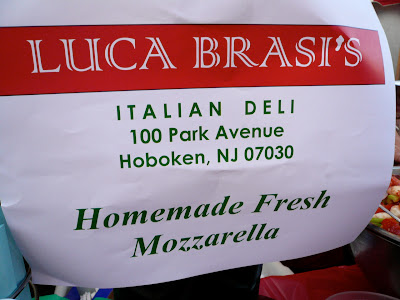 LUCA BRASI'S
ITALIAN DELI
100 Park Avenue
Hoboken, NJ 07030
Homemade Fresh
Mozzarella